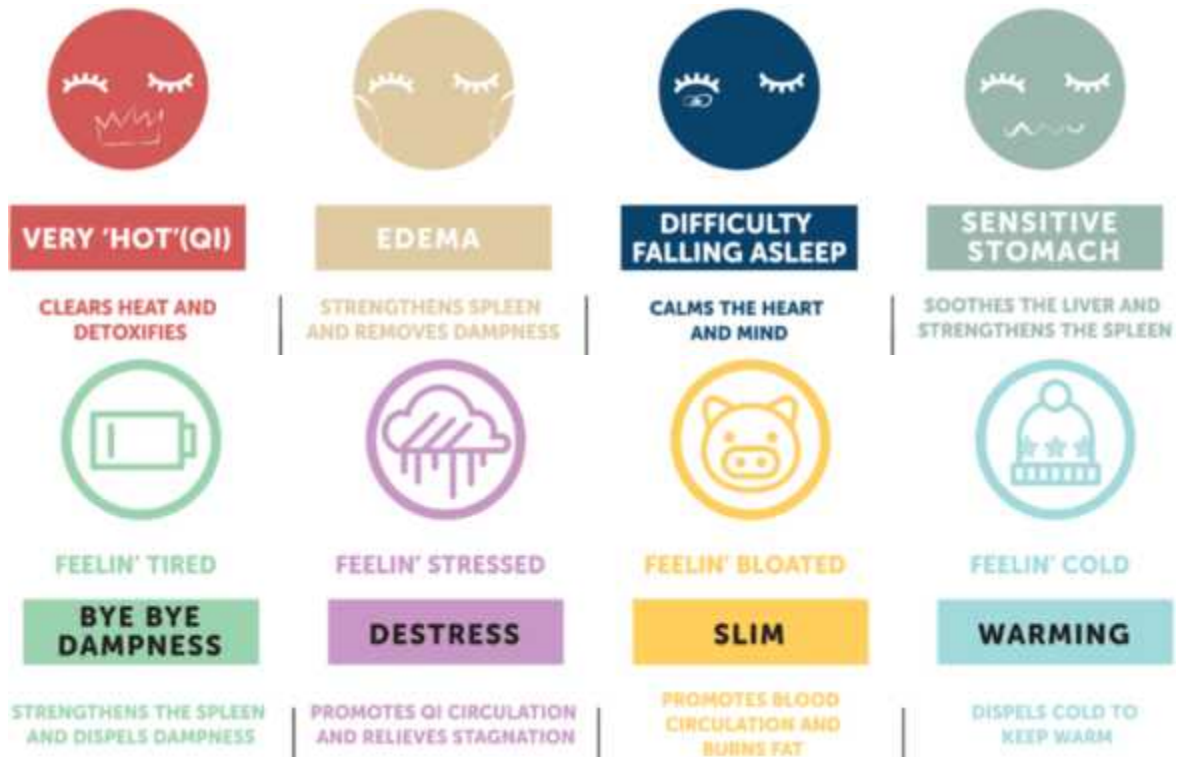 VERY 'HOT'(QI)
EDEMA
DIFFICULTY
FALLING ASLEEP
SENSITIVE
STOMACH
CLEARS HEAT AND
DETOXIFIES
STRENGTHENS SPLEEN
AND REMOVES DAMPNESS
CALMS THE HEART
AND MIND
SOOTHES THE LIVER AND
STRENGTHENS THE SPLEEN
FEELIN' TIRED
FEELIN' STRESSED
FEELIN' BLOATED
FEELIN' COLD
BYE BYE
DAMPNESS
DESTRESS
SLIM
WARMING
STRENGTHENS THE SPLEEN
AND DISPELS DAMPNESS
PROMOTES QI CIRCULATION
AND RELIEVES STAGNATION
PROMOTES BLOOD
CIRCULATION AND
BURNS FAT
DISPELS COLD TO
KEEP WARM